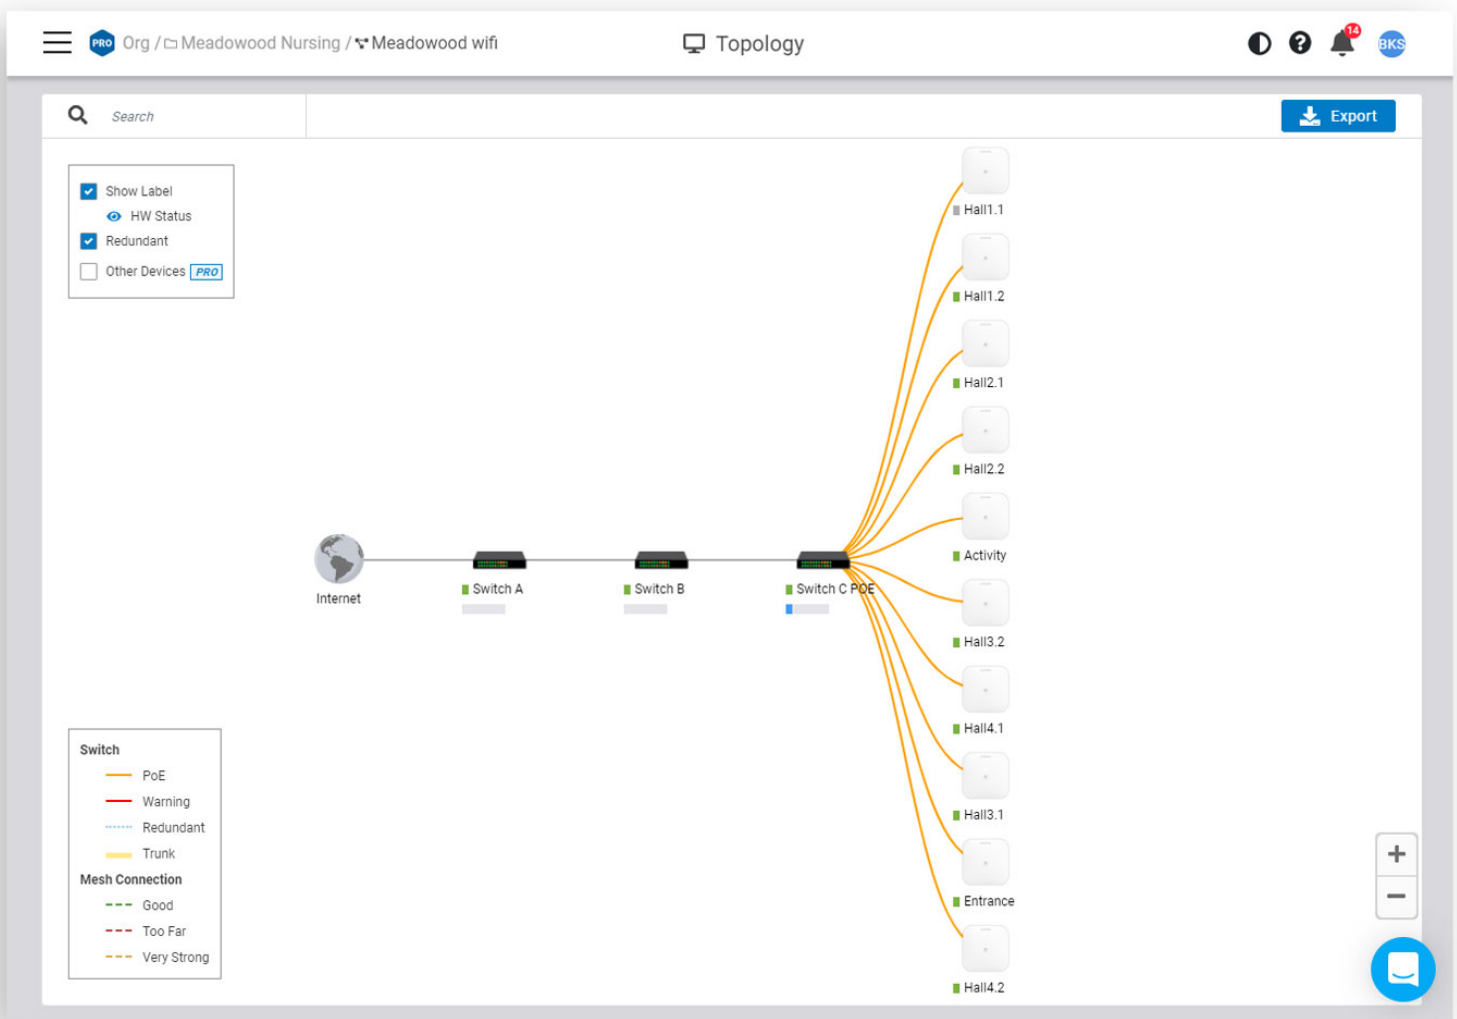 PRO Org / Meadowood Nursing / Meadowood wifi
Topology
14
BKS
Search
Export
Show Label
HW Status
Redundant
Other Devices PRO
Hall1.1
Hall1.2
Hall2.1
Hall2.2
Activity
Internet
Switch A
Switch B
Switch C POE
Hall3.2
Hall4.1
Hall3.1
Entrance
Hall4.2
Switch
PoE
Warning
Redundant
Trunk
Mesh Connection
Good
Too Far
Very Strong